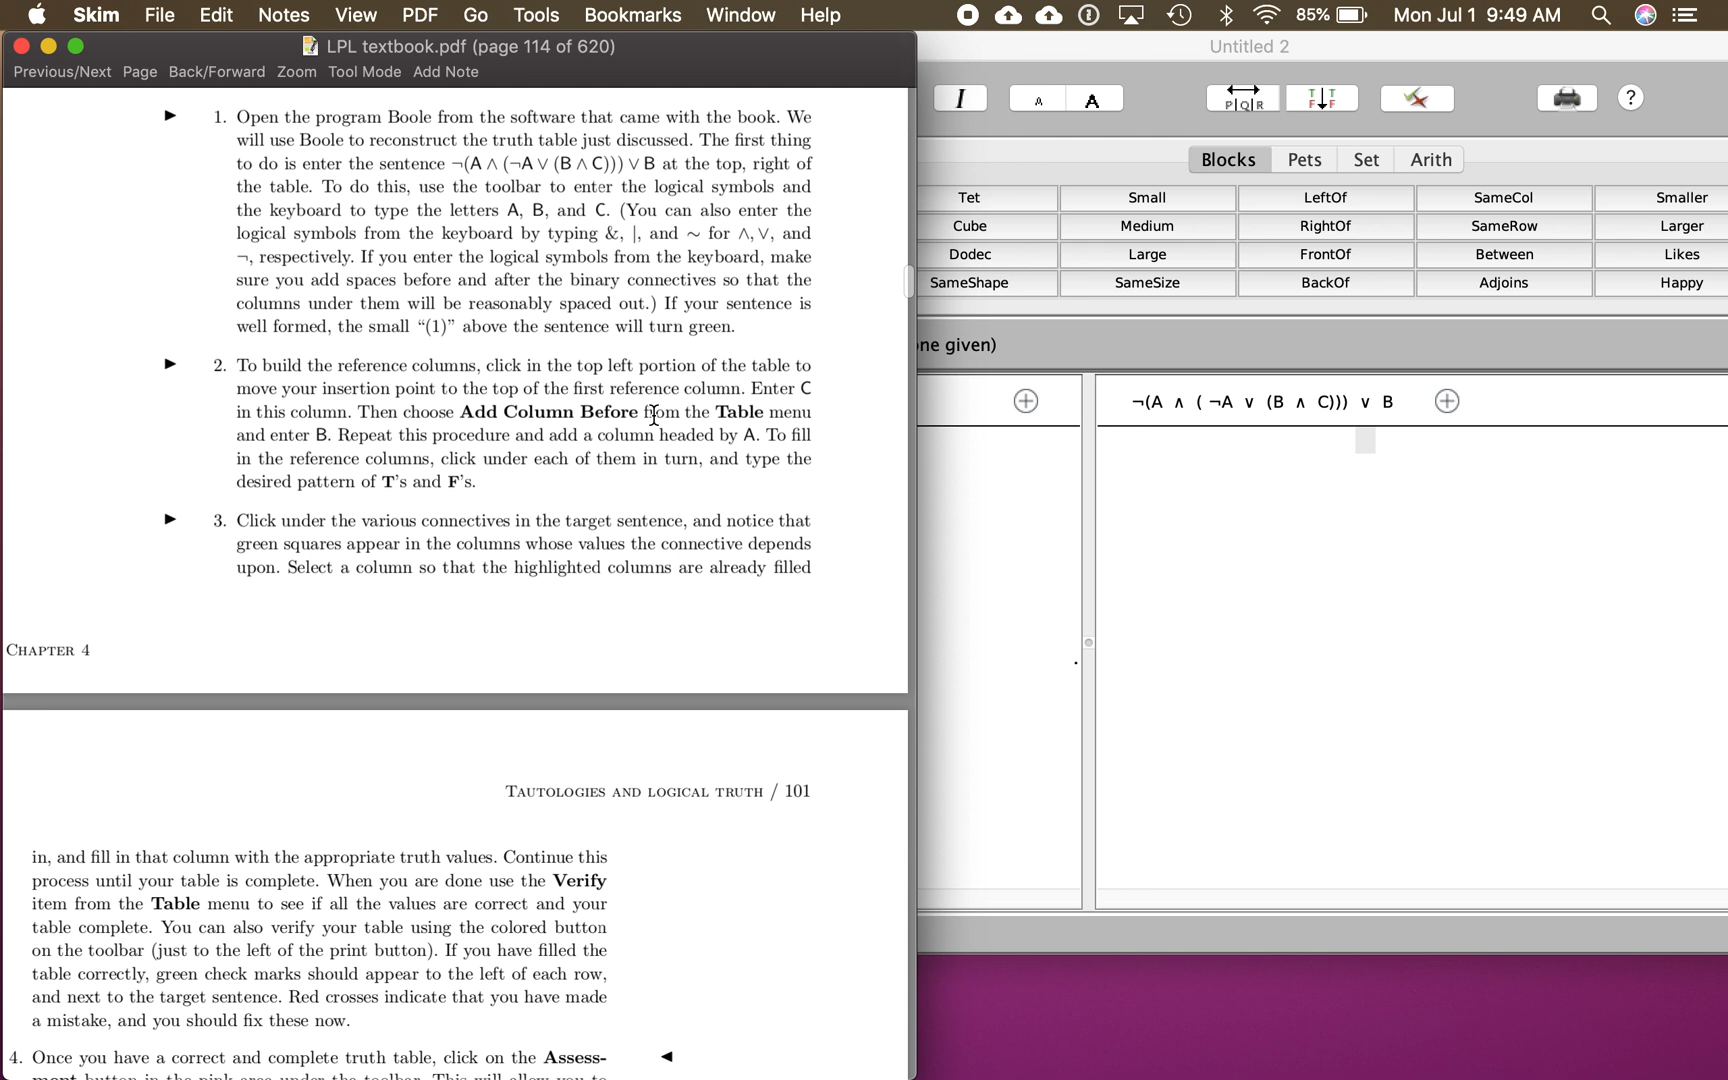 Skim File Edit Notes View PDF Go Tools Bookmarks Window Help 85% Mon Jul 1 9:49 AM
LPL textbook.pdf (page 114 of 620)
Previous/Next Page Back/Forward Zoom Tool Mode Add Note
▶ 1. Open the program Boole from the software that came with the book. We
will use Boole to reconstruct the truth table just discussed. The first thing
to do is enter the sentence ¬(A ∧ (¬A ∨ (B ∧ C))) ∨ B at the top, right of
the table. To do this, use the toolbar to enter the logical symbols and
the keyboard to type the letters A, B, and C. (You can also enter the
logical symbols from the keyboard by typing &, |, and ∼ for ∧, ∨, and
¬, respectively. If you enter the logical symbols from the keyboard, make
sure you add spaces before and after the binary connectives so that the
columns under them will be reasonably spaced out.) If your sentence is
well formed, the small “(1)” above the sentence will turn green.
▶ 2. To build the reference columns, click in the top left portion of the table to
move your insertion point to the top of the first reference column. Enter C
in this column. Then choose Add Column Before from the Table menu
and enter B. Repeat this procedure and add a column headed by A. To fill
in the reference columns, click under each of them in turn, and type the
desired pattern of T’s and F’s.
▶ 3. Click under the various connectives in the target sentence, and notice that
green squares appear in the columns whose values the connective depends
upon. Select a column so that the highlighted columns are already filled
Chapter 4
Tautologies and logical truth / 101
in, and fill in that column with the appropriate truth values. Continue this
process until your table is complete. When you are done use the Verify
item from the Table menu to see if all the values are correct and your
table complete. You can also verify your table using the colored button
on the toolbar (just to the left of the print button). If you have filled the
table correctly, green check marks should appear to the left of each row,
and next to the target sentence. Red crosses indicate that you have made
a mistake, and you should fix these now.
4. Once you have a correct and complete truth table, click on the Assess- ◀
Untitled 2
I A A P|Q|R T T F F ?
Blocks Pets Set Arith
Tet Small LeftOf SameCol Smaller
Cube Medium RightOf SameRow Larger
Dodec Large FrontOf Between Likes
SameShape SameSize BackOf Adjoins Happy
ne given)
¬(A ∧ ( ¬A ∨ (B ∧ C))) ∨ B